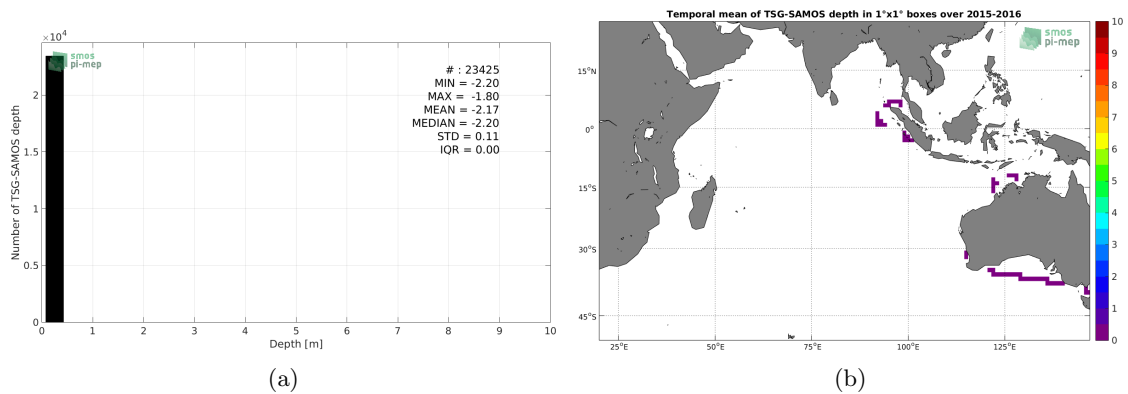 ×10⁴
smos
pi-mep
# : 23425
MIN = -2.20
MAX = -1.80
MEAN = -2.17
MEDIAN = -2.20
STD = 0.11
IQR = 0.00
Number of TSG-SAMOS depth
2
1.5
1
0.5
0
0 1 2 3 4 5 6 7 8 9 10
Depth [m]
(a)
Temporal mean of TSG-SAMOS depth in 1°x1° boxes over 2015-2016
smos
pi-mep
15°N
0°
15°S
30°S
45°S
25°E 50°E 75°E 100°E 125°E
10
9
8
7
6
5
4
3
2
1
0
(b)